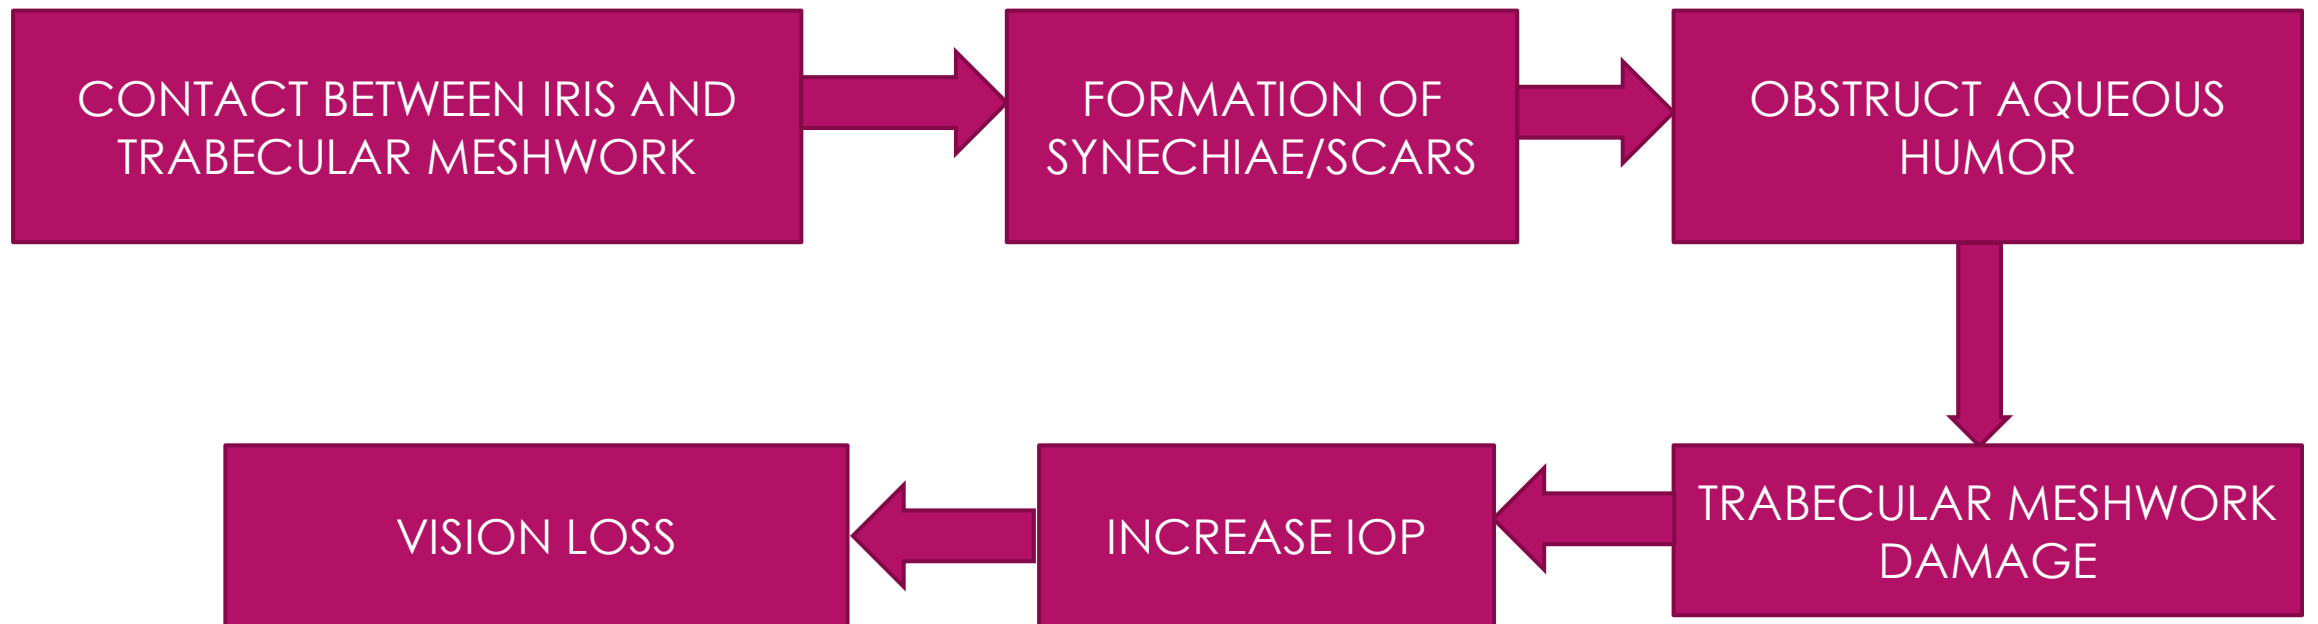 CONTACT BETWEEN IRIS AND
TRABECULAR MESHWORK
FORMATION OF
SYNECHIAE/SCARS
OBSTRUCT AQUEOUS
HUMOR
TRABECULAR MESHWORK
DAMAGE
INCREASE IOP
VISION LOSS